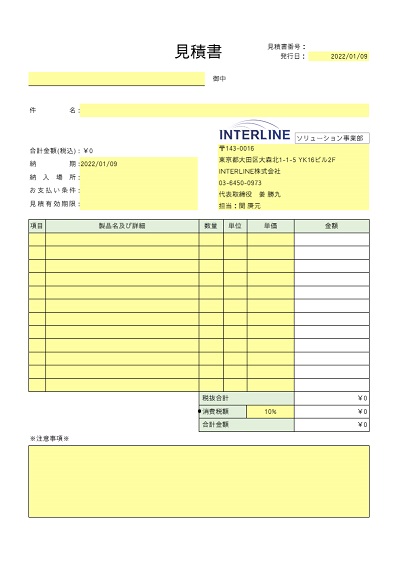 見積書
見積書番号：
発行日： 2022/01/09
御中
件 名：
INTERLINE ソリューション事業部
〒143-0016
合計金額(税込)：￥0
東京都大田区大森北1-1-5 YK16ビル2F
納 期：2022/01/09
INTERLINE株式会社
納 入 場 所：
03-6450-0973
お支払い条件：
代表取締役 姜 勝九
見積有効期限：
担当：関 庚元
項目 製品名及び詳細 数量 単位 単価 金額
税抜合計 ￥0
消費税額 10% ￥0
合計金額 ￥0
※注意事項※